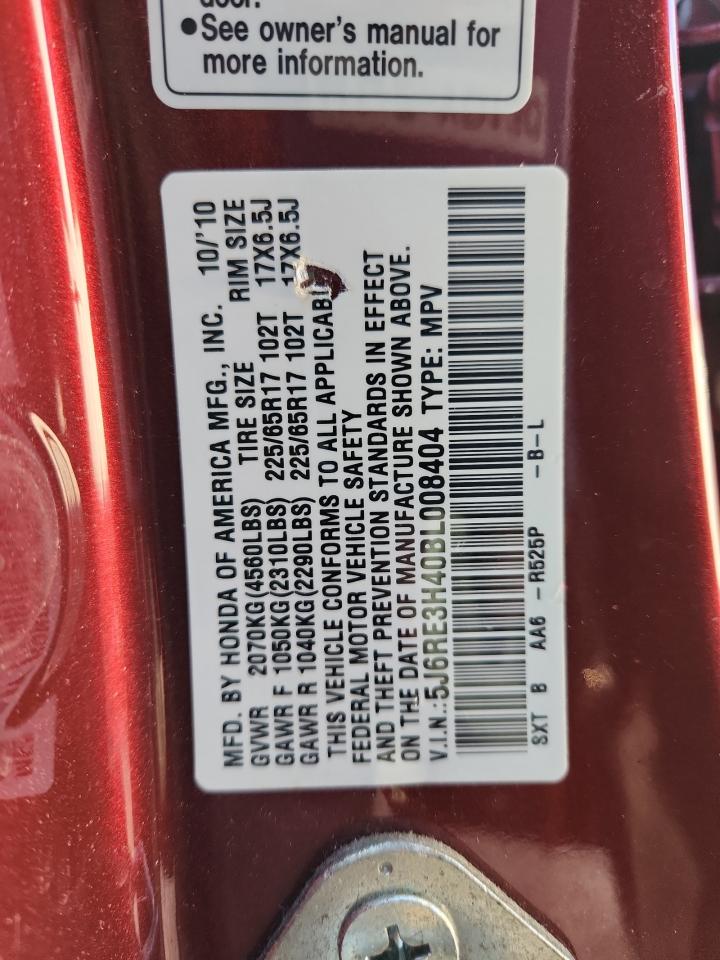 door.
●See owner's manual for
more information.
MFD. BY HONDA OF AMERICA MFG., INC. 10/'10
GVWR 2070KG(4560LBS) TIRE SIZE RIM SIZE
GAWR F 1050KG(2310LBS) 225/65R17 102T 17X6.5J
GAWR R 1040KG(2290LBS) 225/65R17 102T 17X6.5J
THIS VEHICLE CONFORMS TO ALL
FEDERAL MOTOR VEHICLE SAFETY
AND THEFT PREVENTION STANDARDS IN EFFECT
ON THE DATE OF MANUFACTURE SHOWN ABOVE.
V.I.N.:5J6RE3H40BL008404 TYPE: MPV
SXT B AA6 -R525P -B-L